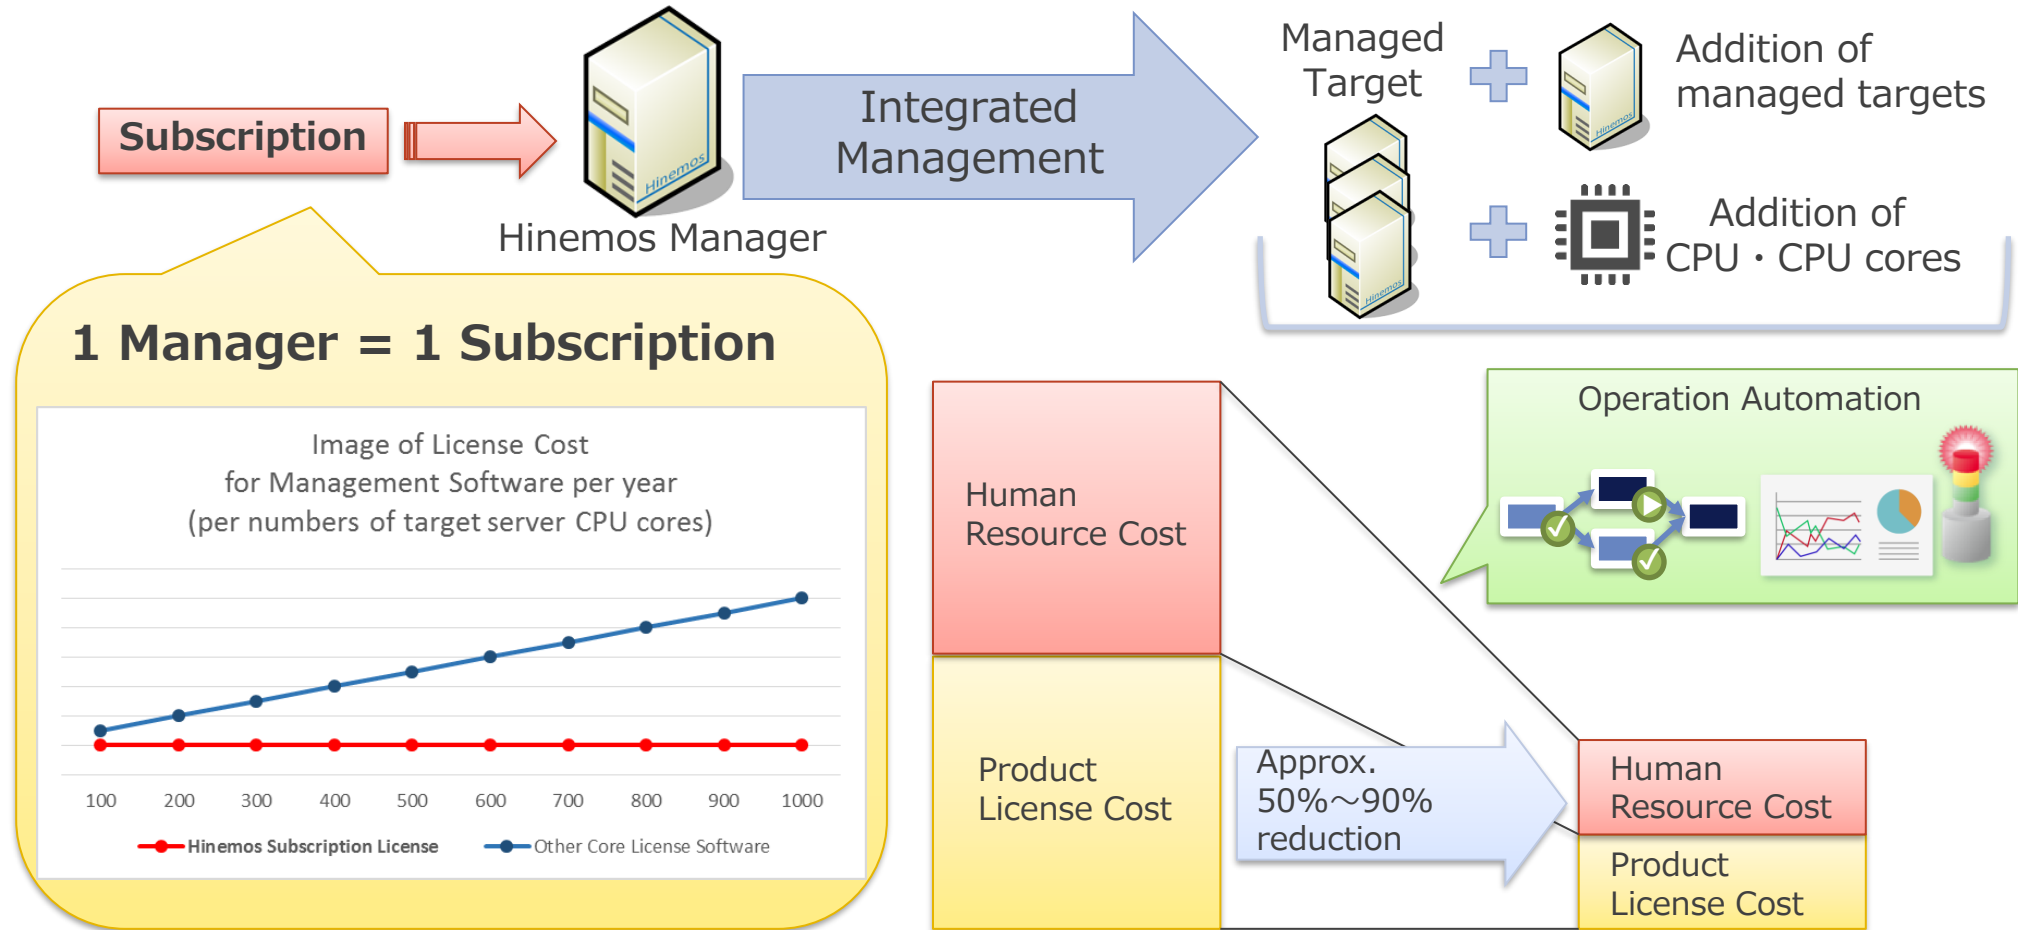 Subscription
Hinemos
Hinemos Manager
Integrated
Management
Managed
Target
Hinemos
Addition of
managed targets
Hinemos
Addition of
CPU・CPU cores
1 Manager = 1 Subscription
Image of License Cost
for Management Software per year
(per numbers of target server CPU cores)
100 200 300 400 500 600 700 800 900 1000
Hinemos Subscription License Other Core License Software
Human
Resource Cost
Product
License Cost
Approx.
50%～90%
reduction
Operation Automation
Human
Resource Cost
Product
License Cost